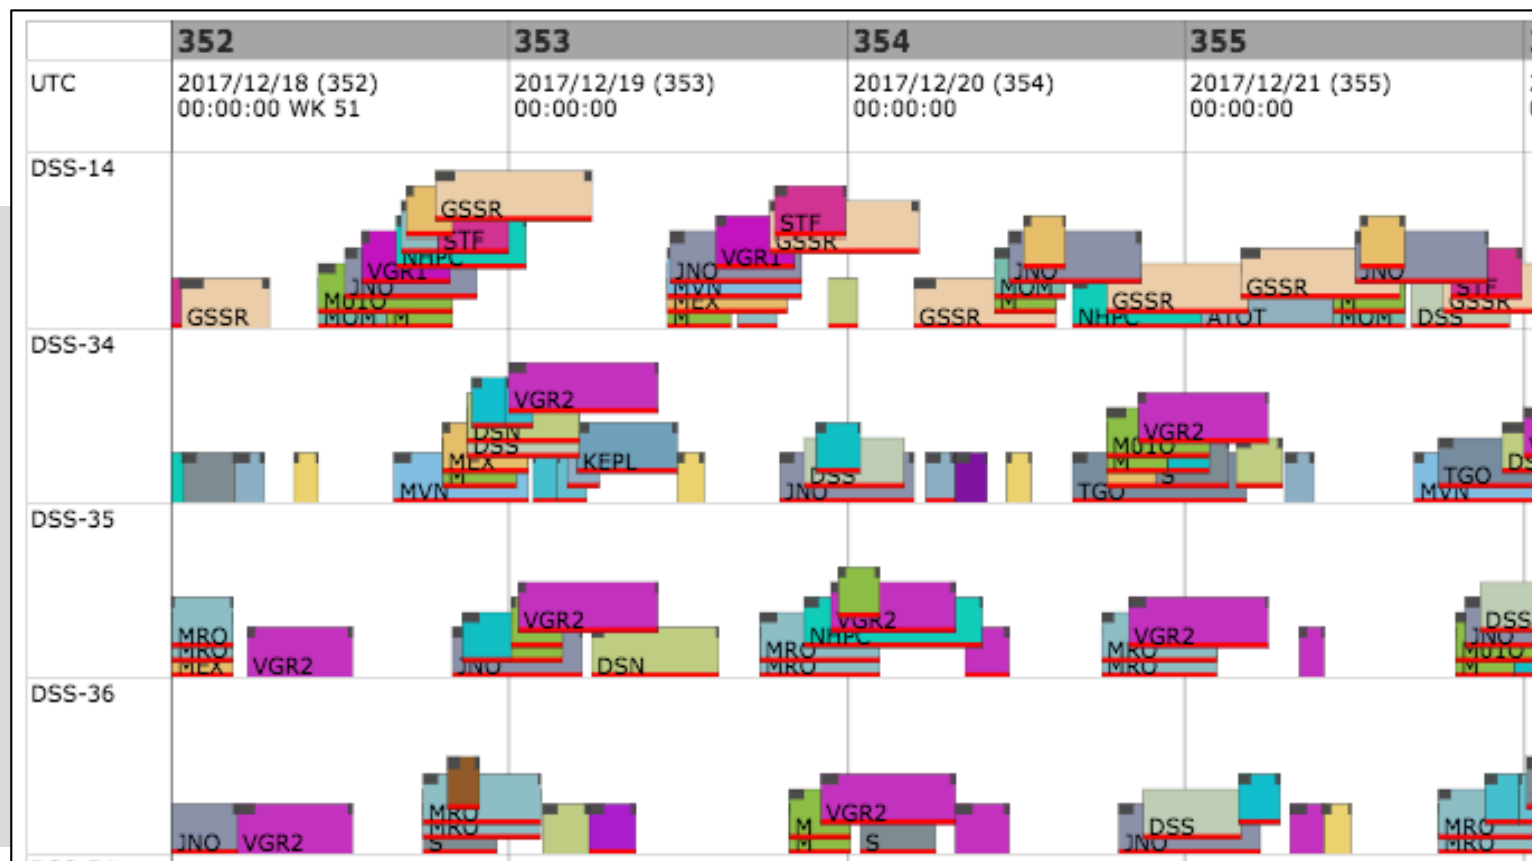 352 353 354 355
UTC 2017/12/18 (352) 2017/12/19 (353) 2017/12/20 (354) 2017/12/21 (355)
00:00:00 WK 51 00:00:00 00:00:00 00:00:00
DSS-14
GSSR
STF
NHPC
VGR1
JNO
M01O
MOM M
GSSR
STF
GSSR
VGR1
JNO
MVN
MEX
M
GSSR
JNO
MOM
M
GSSR
NHPC
ATOT
GSSR
JNO
M
MOM
STF
GSSR
DSS
DSS-34
VGR2
DSN
DSS
MEX
M
MVN
KEPL
DSS
JNO
VGR2
M01O
M
S
TGO
TGO
MVN
DSS-35
MRO
MRO
MEX
VGR2
VGR2
JNO
DSN
VGR2
NHPC
MRO
MRO
VGR2
MRO
MRO
DSS
JNO
M01O
M
DSS-36
JNO
VGR2
MRO
MRO
S
VGR2
M
M
S
DSS
JNO
MRO
MRO